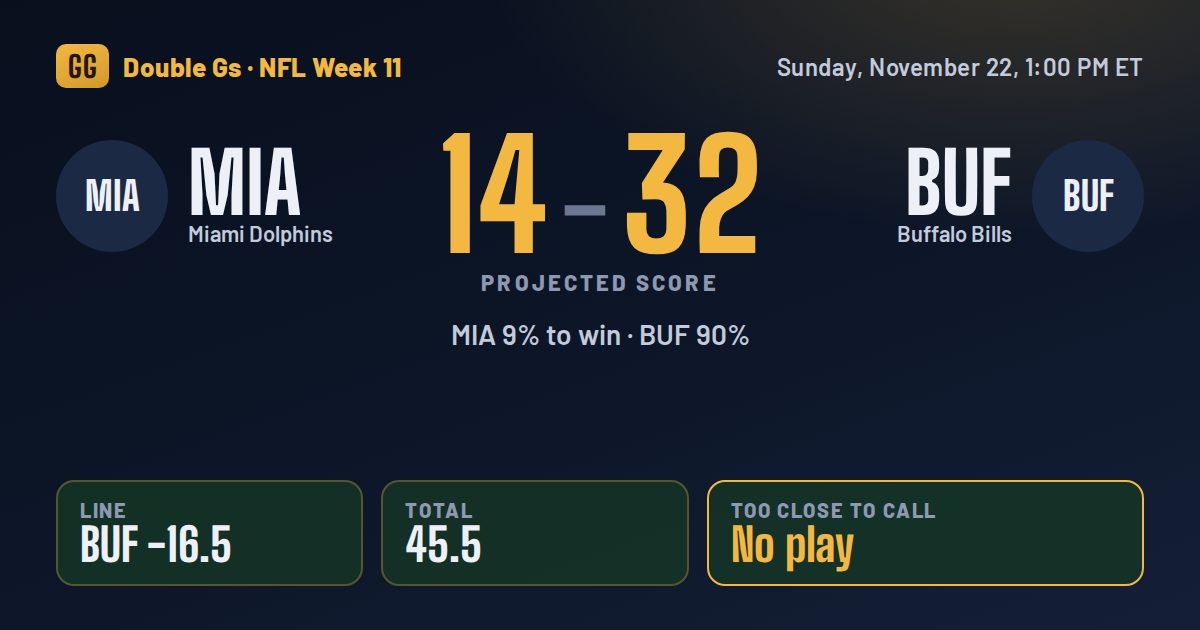 GG Double Gs · NFL Week 11
Sunday, November 22, 1:00 PM ET
MIA
MIA
Miami Dolphins
14 – 32
PROJECTED SCORE
MIA 9% to win · BUF 90%
BUF
Buffalo Bills
BUF
LINE
BUF −16.5
TOTAL
45.5
TOO CLOSE TO CALL
No play